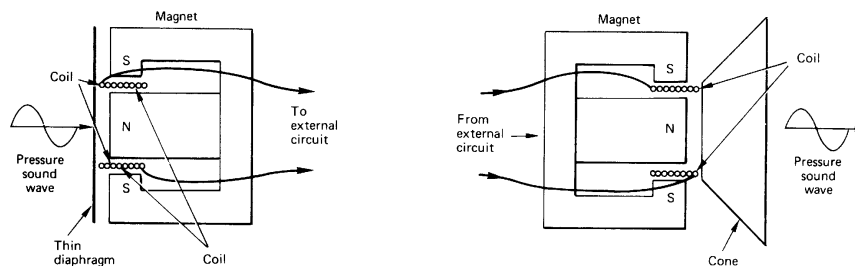 Magnet
S
Coil
N
To
external
circuit
Pressure
sound
wave
S
Thin
diaphragm
Coil
Magnet
S
Coil
From
external
circuit
N
Pressure
sound
wave
S
Cone